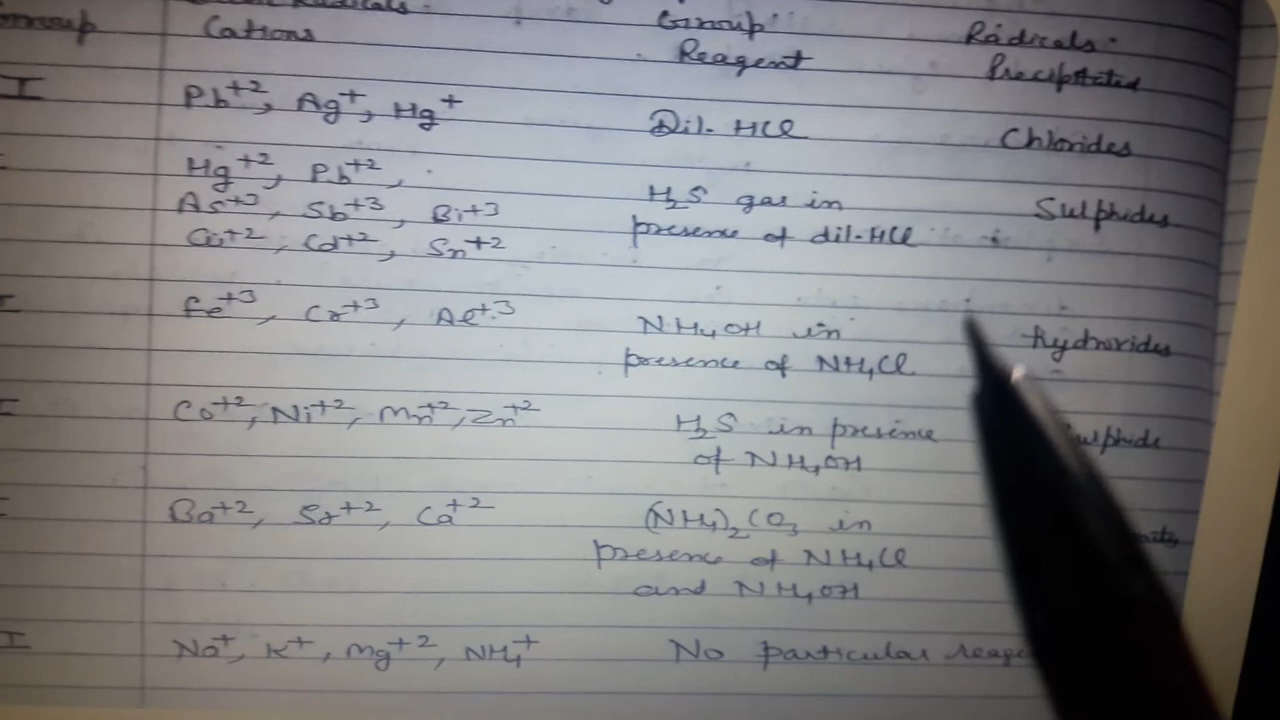 Radicals.
Group Cations Group Radicals.
Reagent Precipitated
I Pb+2, Ag+, Hg+ Dil. HCl Chlorides
Hg+2, Pb+2, H2S gas in Sulphides
As+3, Sb+3, Bi+3 presence of dil-HCl
Cu+2, Cd+2, Sn+2
Fe+3, Cr+3, Al+3 NH4OH in hydroxides
presence of NH4Cl
Co+2, Ni+2, Mn+2, Zn+2 H2S in presence Sulphide
of NH4OH
Ba+2, Sr+2, Ca+2 (NH4)2CO3 in
presence of NH4Cl
and NH4OH
Na+, K+, Mg+2, NH4+ No particular